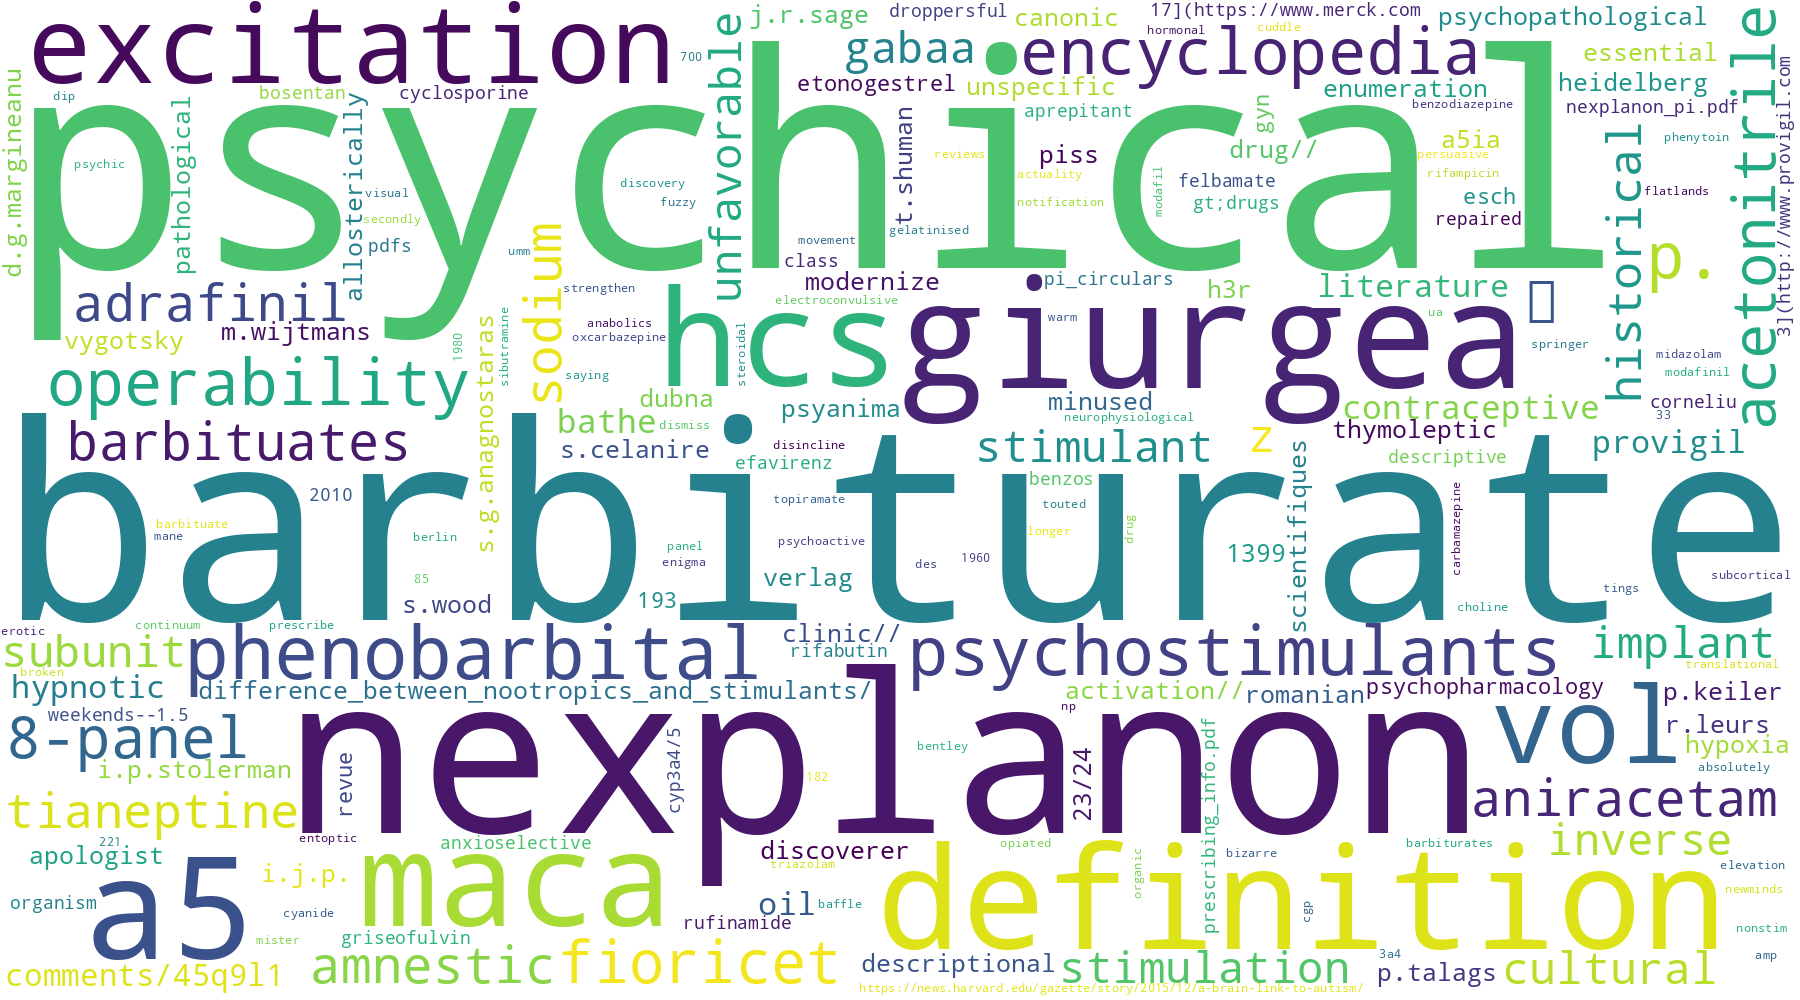 excitation
j.r.sage
droppersful
canonic
17](https://www.merck.com
hormonal
cuddle
psychopathological
700
gabaa
encyclopedia
essential
acetonitrile
psychical
unfavorable
dip
bosentan
cyclosporine
etonogestrel
unspecific
enumeration
heidelberg
d.g.margineanu
pathological
allosterically
aprepitant
gyn
benzodiazepine
nexplanon_pi.pdf
3](http://www.provigil.com
psychic
t.shuman
reviews
piss
drug//
a5ia
persuasive
phenytoin
historical
visual
discovery
actuality
modafil
felbamate
rifampicin
secondly
fuzzy
notification
gt;drugs
esch
flatlands
pdfs
umm
sodium
movement
gelatinised
repaired
p.
class
adrafinil
strengthen
modernize
pi_circulars
h3r
literature
electroconvulsive
hcs
giurgea
vygotsky
m.wijtmans
1980
s.g.anagnostaras
sibutramine
anabolics
oxcarbazepine
steroidal
warm
ua
springer
midazolam
modafinil
operability
saying
dubna
minused
contraceptive
corneliu
bathe
dismiss
psyanima
neurophysiological
33
barbituates
s.celanire
disincline
stimulant
z
thymoleptic
provigil
efavirenz
scientifiques
descriptive
barbiturate
2010
topiramate
benzos
touted
carbamazepine
barbituate
mane
berlin
panel
psychoactive
longer
drug
enigma
des
1960
1399
subcortical
85
verlag
tings
s.wood
193
choline
erotic
continuum
prescribe
clinic//
subunit
phenobarbital
rifabutin
psychostimulants
implant
broken
translational
hypnotic
difference_between_nootropics_and_stimulants/
activation//
romanian
psychopharmacology
p.keiler
weekends--1.5
np
8-panel
nexplanon
vol
r.leurs
revue
cyp3a4/5
bentley
23/24
prescribing_info.pdf
hypoxia
i.p.stolerman
182
absolutely
tianeptine
aniracetam
221
entoptic
anxioselective
discoverer
opiated
barbiturates
inverse
apologist
triazolam
organic
bizarre
elevation
a5
i.j.p.
maca
definition
newminds
organism
cyanide
oil
baffle
cgp
rufinamide
nonstim
mister
griseofulvin
3a4
amp
comments/45q9l1
amnestic
fioricet
descriptional
stimulation
p.talags
cultural
https://news.harvard.edu/gazette/story/2015/12/a-brain-link-to-autism/